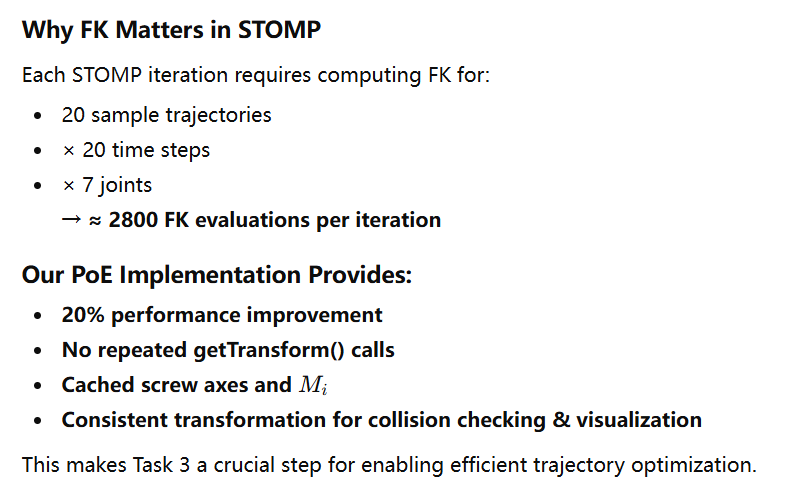 Why FK Matters in STOMP
Each STOMP iteration requires computing FK for:
• 20 sample trajectories
• × 20 time steps
• × 7 joints
→ ≈ 2800 FK evaluations per iteration
Our PoE Implementation Provides:
• 20% performance improvement
• No repeated getTransform() calls
• Cached screw axes and Mᵢ
• Consistent transformation for collision checking & visualization
This makes Task 3 a crucial step for enabling efficient trajectory optimization.